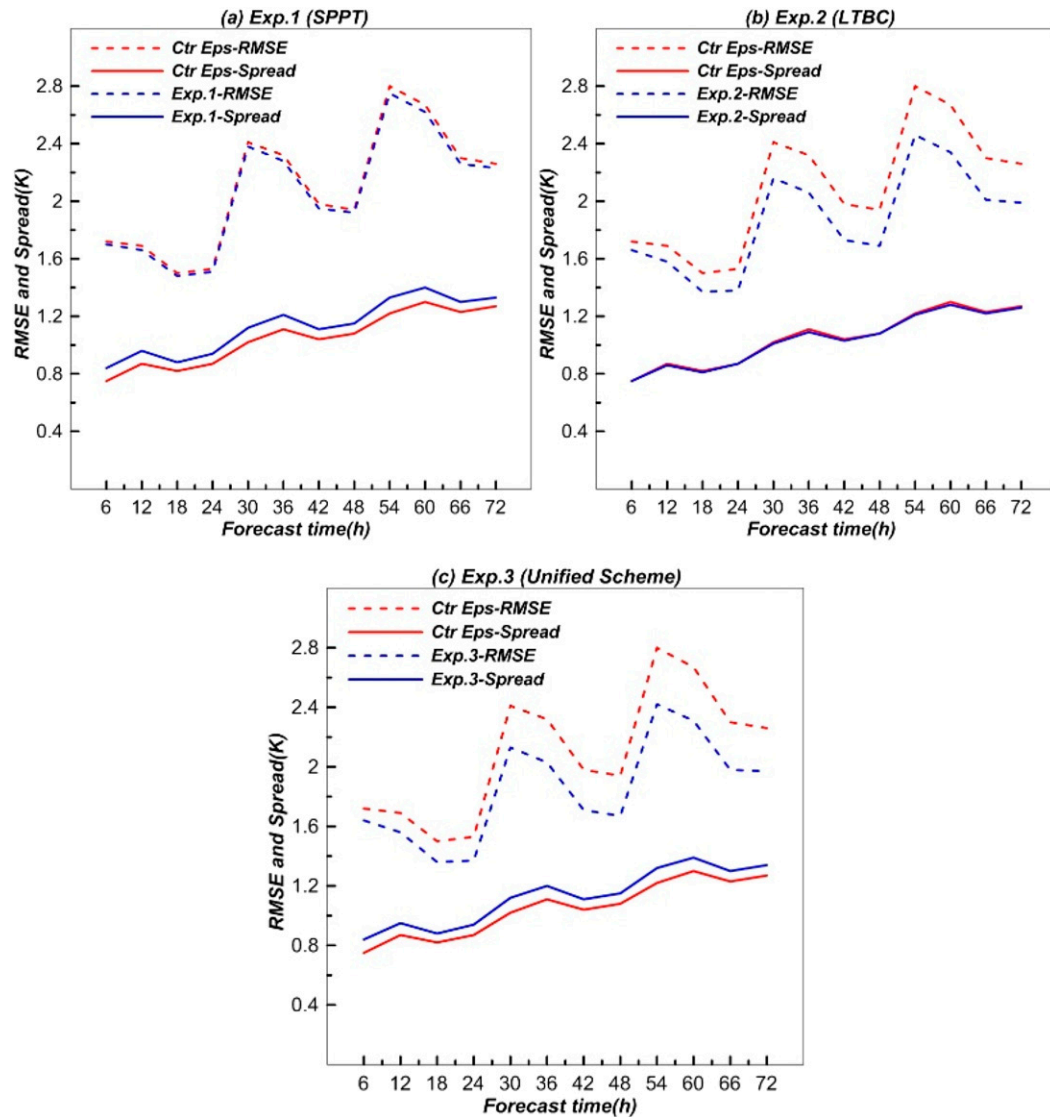 (a) Exp.1 (SPPT)
Ctr Eps-RMSE
Ctr Eps-Spread
Exp.1-RMSE
Exp.1-Spread
2.8
2.4
2
1.6
1.2
0.8
0.4
RMSE and Spread(K)
6 12 18 24 30 36 42 48 54 60 66 72
Forecast time(h)
(b) Exp.2 (LTBC)
Ctr Eps-RMSE
Ctr Eps-Spread
Exp.2-RMSE
Exp.2-Spread
2.8
2.4
2
1.6
1.2
0.8
0.4
RMSE and Spread(K)
6 12 18 24 30 36 42 48 54 60 66 72
Forecast time(h)
(c) Exp.3 (Unified Scheme)
Ctr Eps-RMSE
Ctr Eps-Spread
Exp.3-RMSE
Exp.3-Spread
2.8
2.4
2
1.6
1.2
0.8
0.4
RMSE and Spread(K)
6 12 18 24 30 36 42 48 54 60 66 72
Forecast time(h)